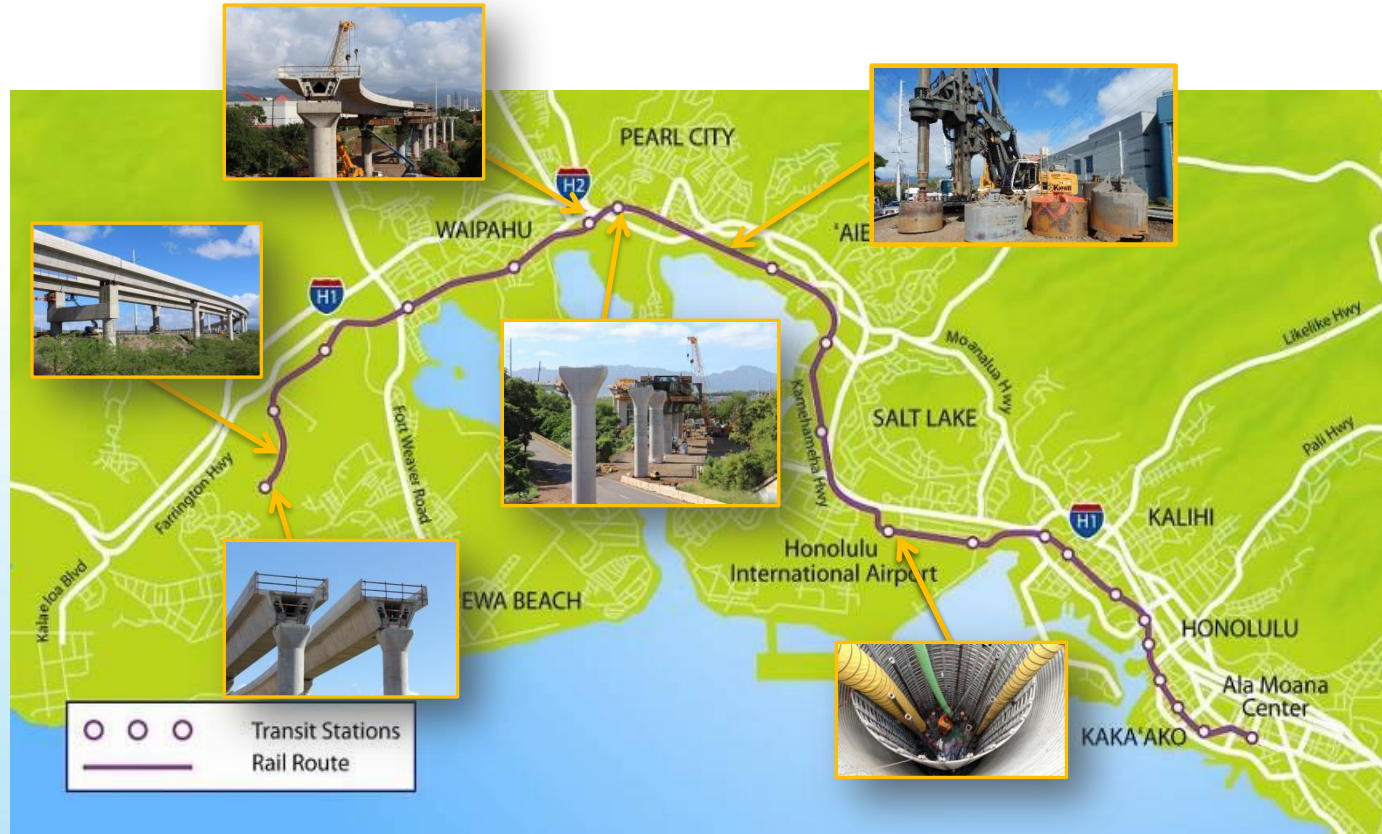 PEARL CITY
H2
WAIPAHU
'AIE
H1
Likelike Hwy
Moanalua Hwy
SALT LAKE
Pali Hwy
Kamehameha Hwy
Fort Weaver Road
Farrington Hwy
H1
KALIHI
Honolulu
International Airport
Kalaeloa Blvd
EWA BEACH
HONOLULU
Ala Moana
Center
KAKA'AKO
Transit Stations
Rail Route